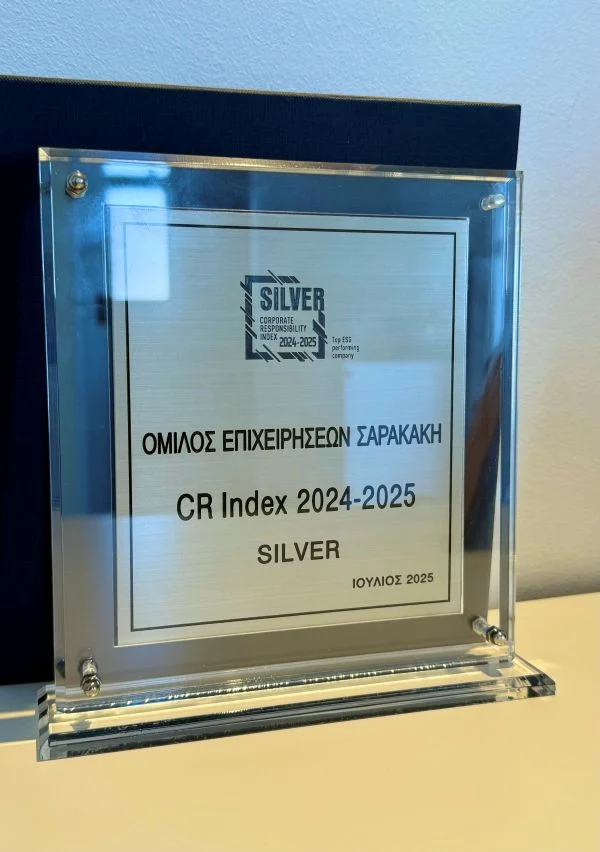 SILVER
CORPORATE
RESPONSIBILITY
INDEX 2024-2025
Top ESG
performing
company
ΟΜΙΛΟΣ ΕΠΙΧΕΙΡΗΣΕΩΝ ΣΑΡΑΚΑΚΗ
CR Index 2024-2025
SILVER
ΙΟΥΛΙΟΣ 2025